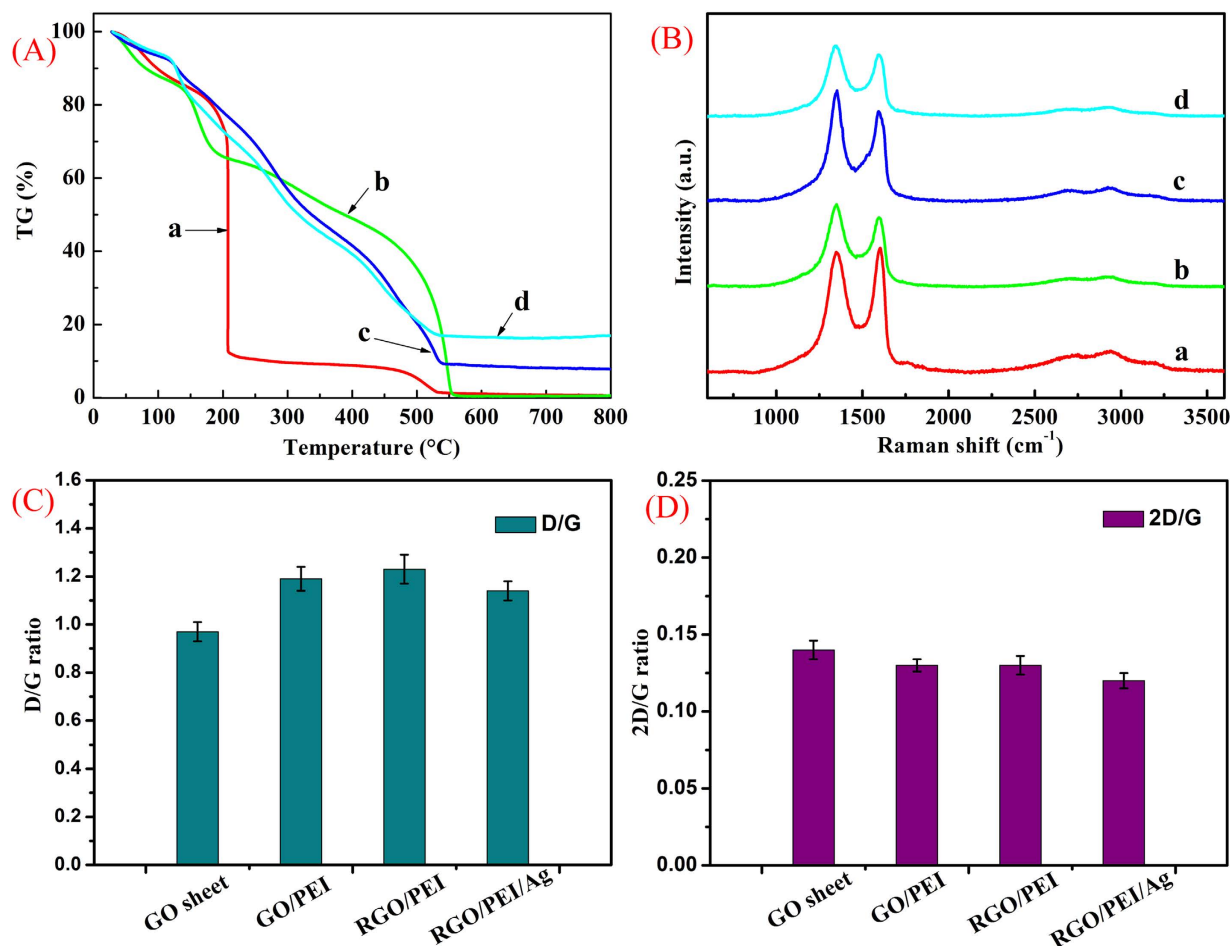 (A)
100
80
60
40
20
0
TG (%)
a
b
c
d
0 100 200 300 400 500 600 700 800
Temperature (°C)
(B)
Intensity (a.u.)
d
c
b
a
1000 1500 2000 2500 3000 3500
Raman shift (cm-1)
(C)
1.6
1.4
1.2
1.0
0.8
0.6
0.4
0.2
0.0
D/G ratio
D/G
GO sheet
GO/PEI
RGO/PEI
RGO/PEI/Ag
(D)
0.25
0.20
0.15
0.10
0.05
0.00
2D/G ratio
2D/G
GO sheet
GO/PEI
RGO/PEI
RGO/PEI/Ag